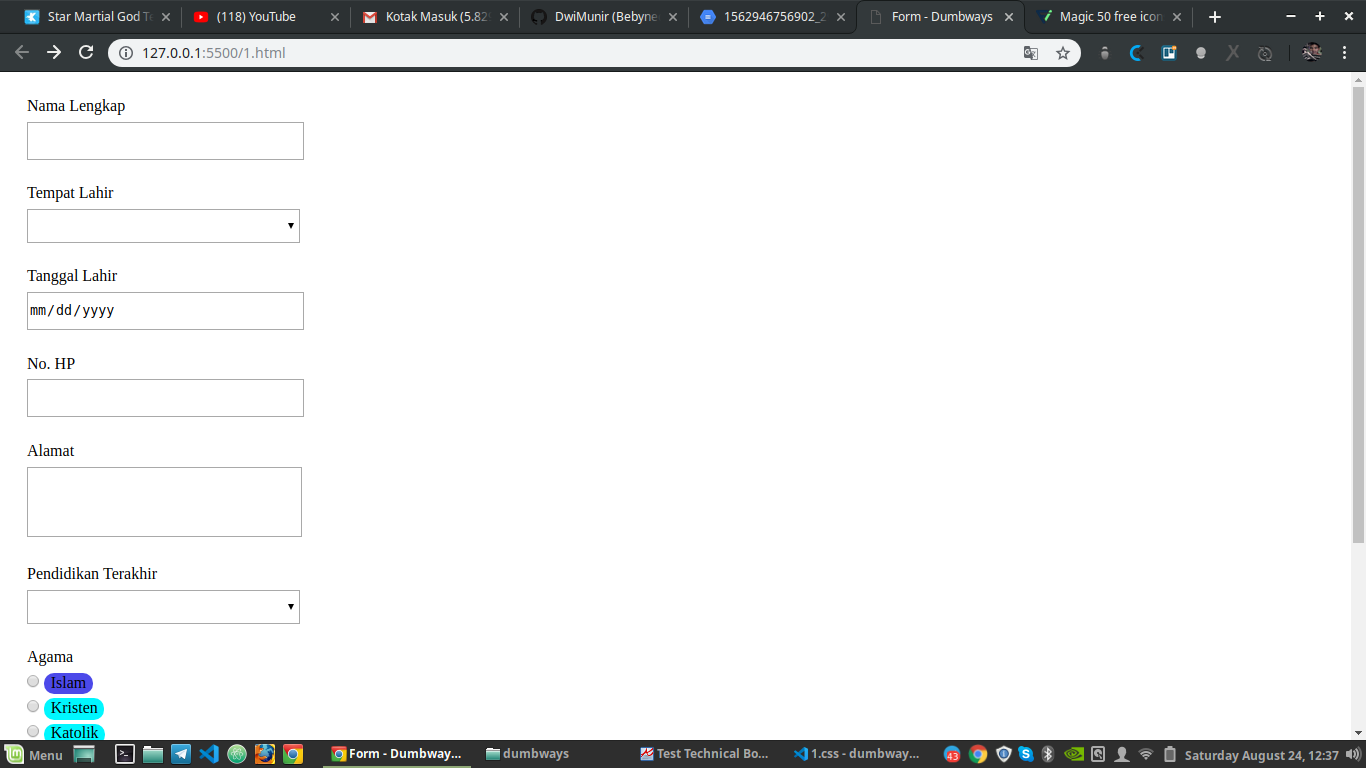 Star Martial God Te
(118) YouTube
Kotak Masuk (5.82
DwiMunir (Bebyne
1562946756902_2
Form - Dumbways
Magic 50 free icon
127.0.0.1:5500/1.html
Nama Lengkap
Tempat Lahir
Tanggal Lahir
mm/dd/yyyy
No. HP
Alamat
Pendidikan Terakhir
Agama
Islam
Kristen
Katolik
Menu
Form - Dumbway...
dumbways
Test Technical Bo...
1.css - dumbway...
43
Saturday August 24, 12:37